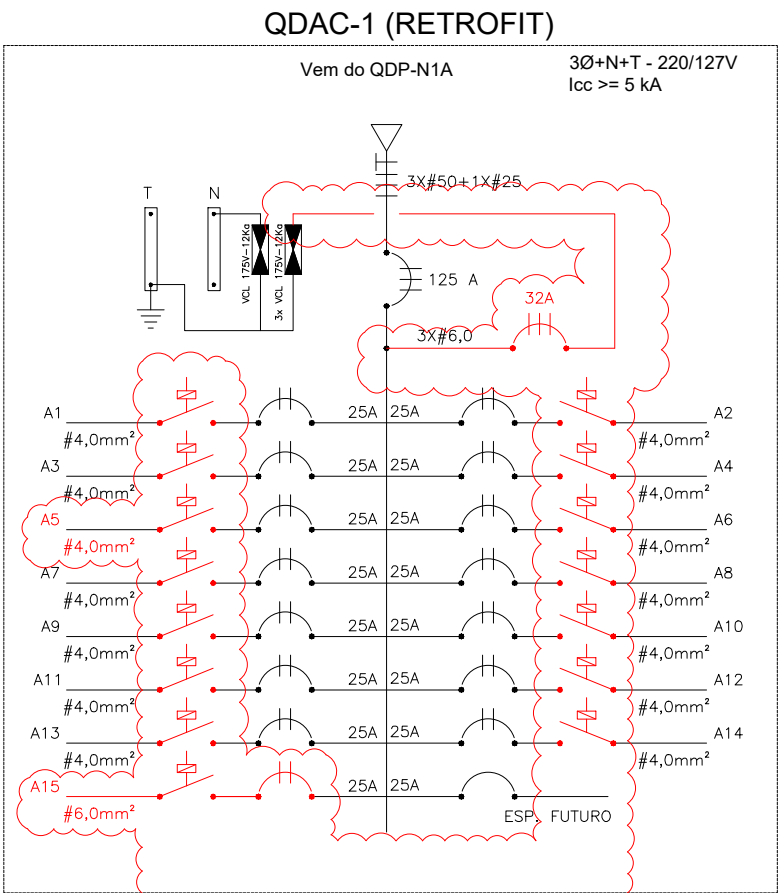 QDAC-1 (RETROFIT)
Vem do QDP-N1A
3Ø+N+T - 220/127V
Icc >= 5 kA
3X#50+1X#25
T
N
VCL 175V-12Ka
3x VCL 175V-12Ka
125 A
32A
3X#6,0
A1
25A
25A
A2
#4,0mm²
#4,0mm²
A3
25A
25A
A4
#4,0mm²
#4,0mm²
A5
25A
25A
A6
#4,0mm²
#4,0mm²
A7
25A
25A
A8
#4,0mm²
#4,0mm²
A9
25A
25A
A10
#4,0mm²
#4,0mm²
A11
25A
25A
A12
#4,0mm²
#4,0mm²
A13
25A
25A
A14
#4,0mm²
#4,0mm²
A15
25A
25A
#6,0mm²
ESP. FUTURO